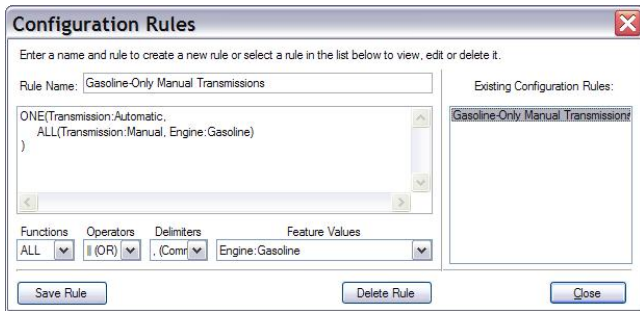 Configuration Rules
Enter a name and rule to create a new rule or select a rule in the list below to view, edit or delete it.
Rule Name: Gasoline-Only Manual Transmissions
Existing Configuration Rules:
ONE(Transmission:Automatic,
ALL(Transmission:Manual, Engine:Gasoline)
)
Gasoline-Only Manual Transmissions
Functions Operators Delimiters Feature Values
ALL || (OR) , (Comr Engine:Gasoline
Save Rule Delete Rule Close